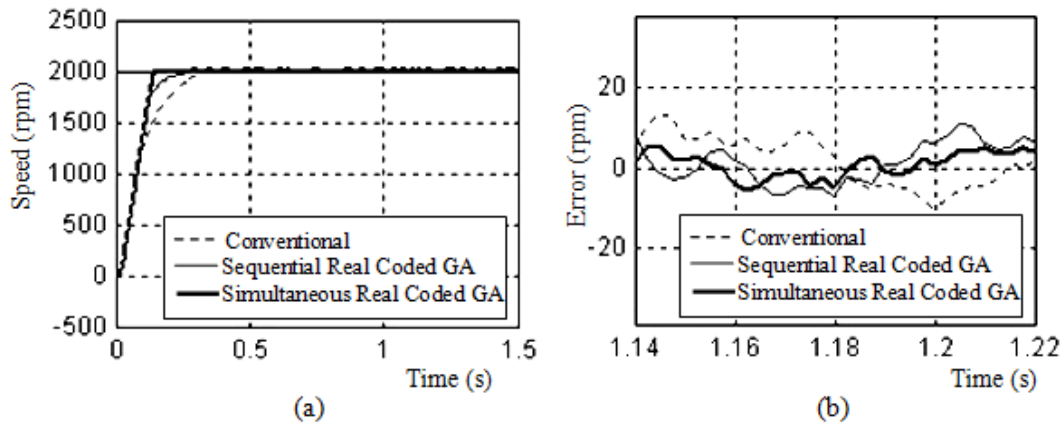 2500
2000
1500
1000
500
0
-500
Speed (rpm)
Conventional
Sequential Real Coded GA
Simultaneous Real Coded GA
0
0.5
1
1.5
Time (s)
(a)
20
0
-20
Error (rpm)
Conventional
Sequential Real Coded GA
Simultaneous Real Coded GA
1.14
1.16
1.18
1.2
1.22
Time (s)
(b)